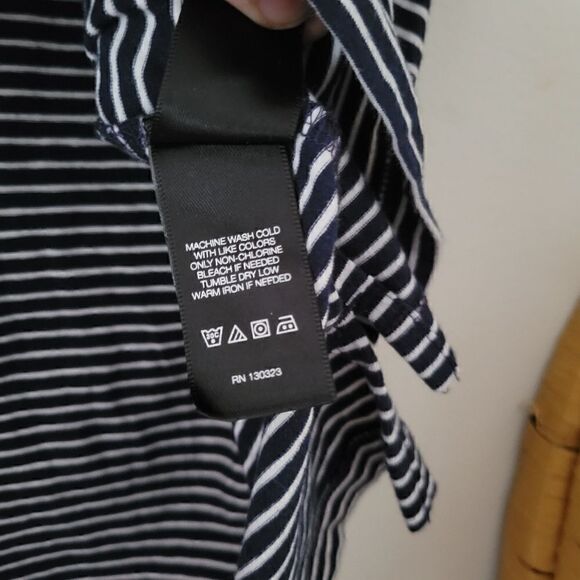 MACHINE WASH COLD
WITH LIKE COLORS
ONLY NON-CHLORINE
BLEACH IF NEEDED
TUMBLE DRY LOW
WARM IRON IF NEEDED
30C
RN 130323